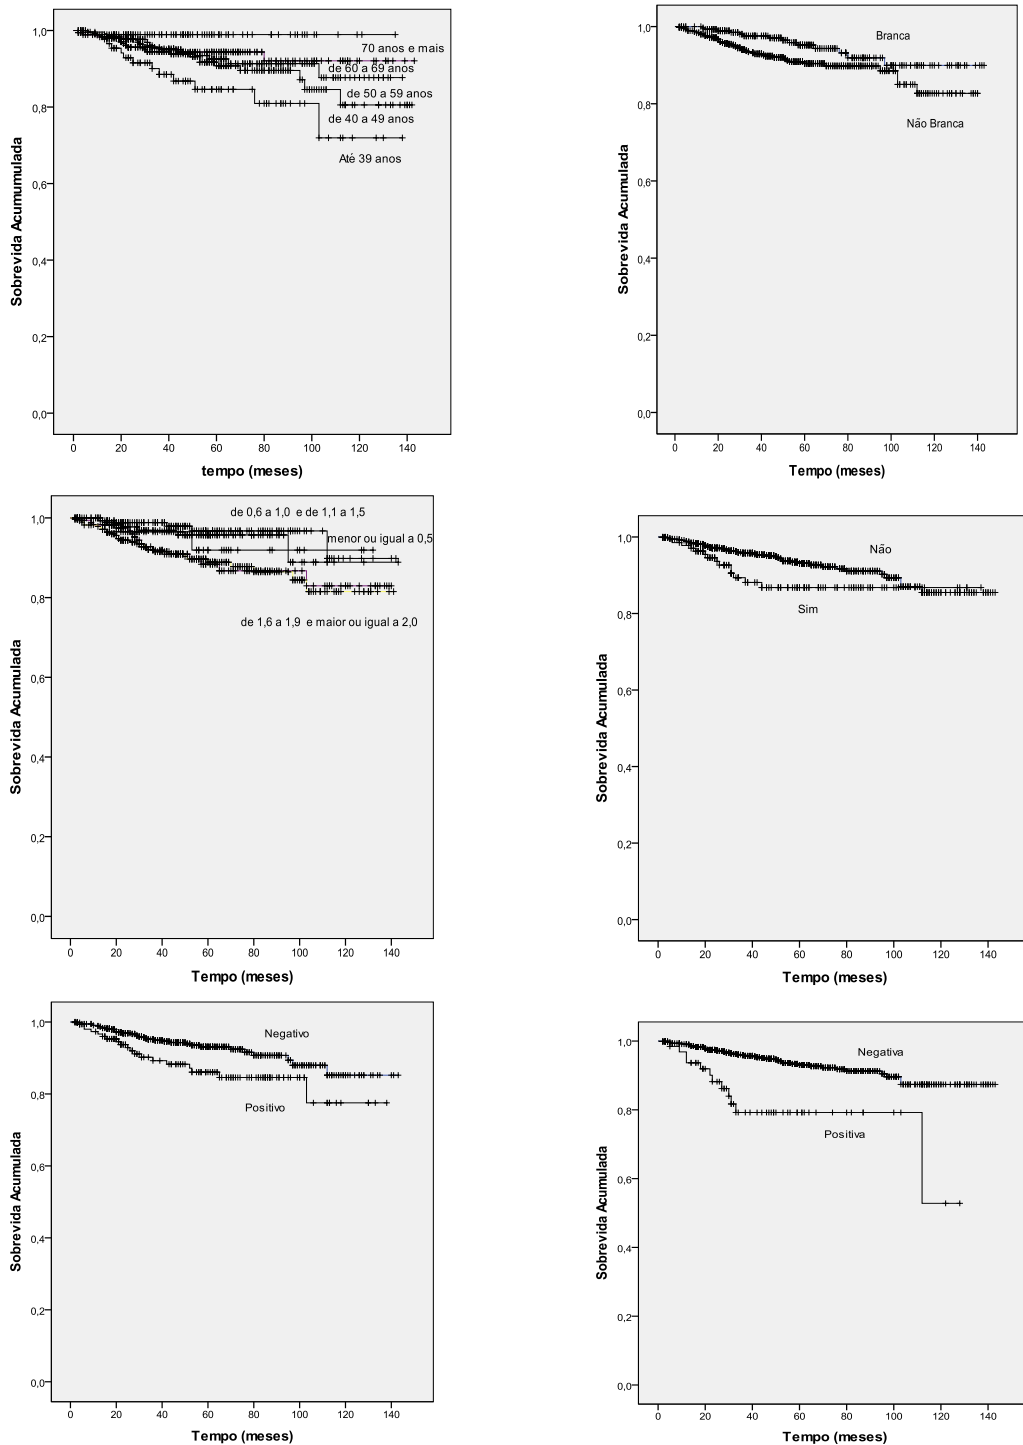 Sobrevida Acumumulada
1,0
0,8
0,6
0,4
0,2
0,0
70 anos e mais
de 60 a 69 anos
de 50 a 59 anos
de 40 a 49 anos
Até 39 anos
0 20 40 60 80 100 120 140
tempo (meses)
Sobrevida Acumulada
1,0
0,8
0,6
0,4
0,2
0,0
Branca
Não Branca
0 20 40 60 80 100 120 140
Tempo (meses)
Sobrevida Acumulada
1,0
0,8
0,6
0,4
0,2
0,0
de 0,6 a 1,0 e de 1,1 a 1,5
menor ou igual a 0,5
de 1,6 a 1,9 e maior ou igual a 2,0
0 20 40 60 80 100 120 140
Tempo (meses)
Sobrevida Acumulada
1,0
0,8
0,6
0,4
0,2
0,0
Não
Sim
0 20 40 60 80 100 120 140
Tempo (meses)
Sobrevida Acumulada
1,0
0,8
0,6
0,4
0,2
0,0
Negativo
Positivo
0 20 40 60 80 100 120 140
Tempo (meses)
Sobrevida Acumulada
1,0
0,8
0,6
0,4
0,2
0,0
Negativa
Positiva
0 20 40 60 80 100 120 140
Tempo (meses)